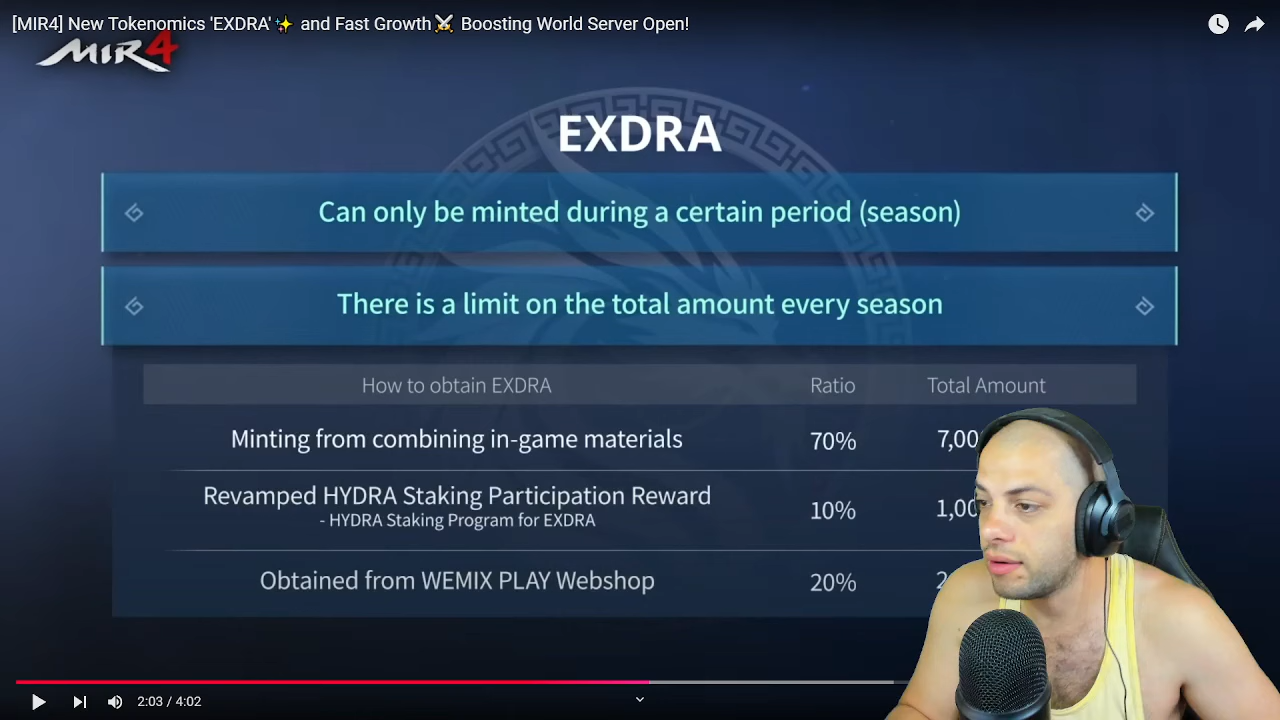 [MIR4] New Tokenomics 'EXDRA'✨ and Fast Growth⚔ Boosting World Server Open!
MIR4
EXDRA
Can only be minted during a certain period (season)
There is a limit on the total amount every season
How to obtain EXDRA Ratio Total Amount
Minting from combining in-game materials 70%
Revamped HYDRA Staking Participation Reward 10%
- HYDRA Staking Program for EXDRA
Obtained from WEMIX PLAY Webshop 20%
2:03 / 4:02